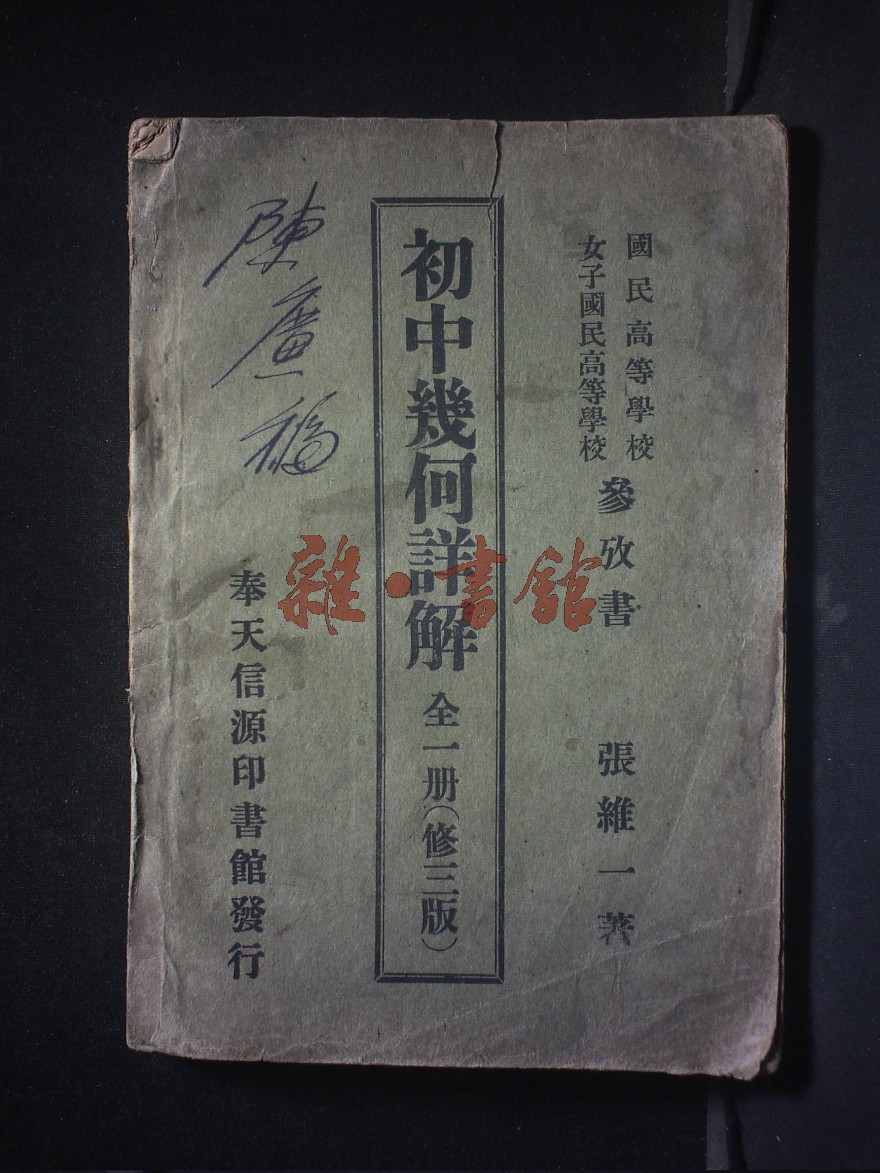 國民高等學校
女子國民高等學校
參攷書
張維一著
初中幾何詳解 全一册(修三版)
奉天信源印書館發行
陳廣
雜·書館